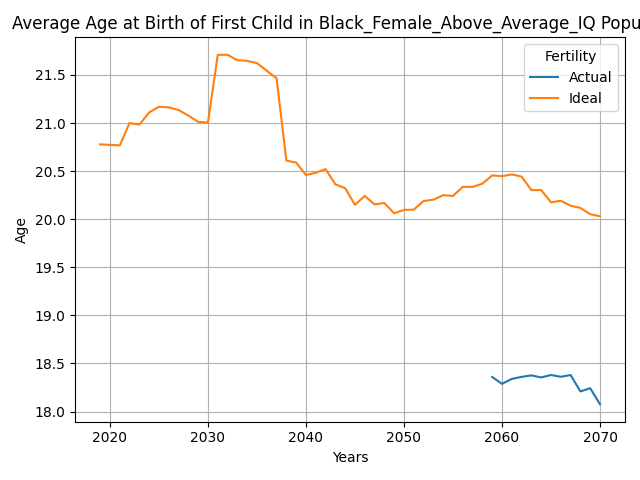 Average Age at Birth of First Child in Black_Female_Above_Average_IQ Popu
Fertility
Actual
Ideal
21.5
21.0
20.5
20.0
19.5
19.0
18.5
18.0
Age
2020 2030 2040 2050 2060 2070
Years